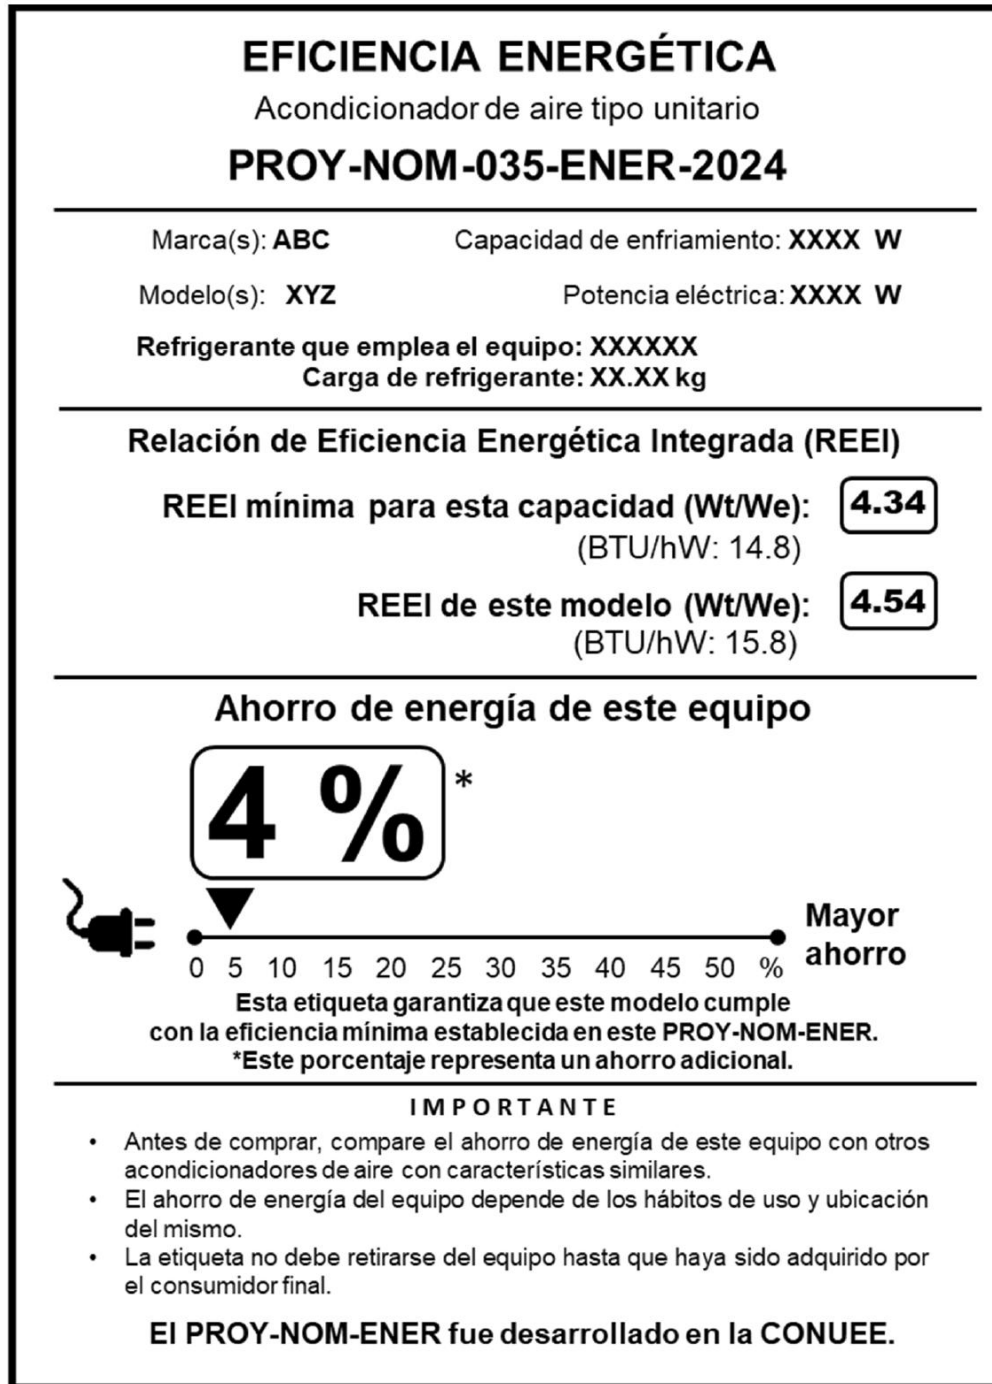 EFICIENCIA ENERGÉTICA
Acondicionador de aire tipo unitario
PROY-NOM-035-ENER-2024
Marca(s): ABC Capacidad de enfriamiento: XXXX W
Modelo(s): XYZ Potencia eléctrica: XXXX W
Refrigerante que emplea el equipo: XXXXXX
Carga de refrigerante: XX.XX kg
Relación de Eficiencia Energética Integrada (REEI)
REEI mínima para esta capacidad (Wt/We): 4.34
(BTU/hW: 14.8)
REEI de este modelo (Wt/We): 4.54
(BTU/hW: 15.8)
Ahorro de energía de este equipo
4 % *
Mayor
ahorro
0 5 10 15 20 25 30 35 40 45 50 %
Esta etiqueta garantiza que este modelo cumple
con la eficiencia mínima establecida en este PROY-NOM-ENER.
*Este porcentaje representa un ahorro adicional.
IMPORTANTE
• Antes de comprar, compare el ahorro de energía de este equipo con otros
acondicionadores de aire con características similares.
• El ahorro de energía del equipo depende de los hábitos de uso y ubicación
del mismo.
• La etiqueta no debe retirarse del equipo hasta que haya sido adquirido por
el consumidor final.
El PROY-NOM-ENER fue desarrollado en la CONUEE.